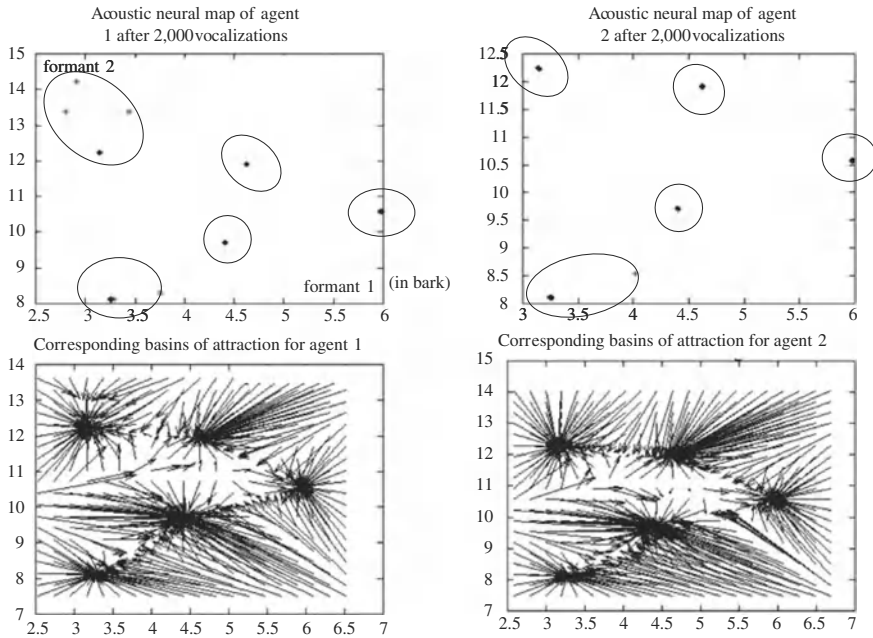 Acoustic neural map of agent
1 after 2,000 vocalizations
15
14
13
12
11
10
9
8
formant 2
formant 1
(in bark)
2.5 3 3.5 4 4.5 5 5.5 6
Acoustic neural map of agent
2 after 2,000 vocalizations
12.5
12
11.5
11
10.5
10
9.5
9
8.5
8
3 3.5 4 4.5 5 5.5 6
Corresponding basins of attraction for agent 1
14
13
12
11
10
9
8
7
2.5 3 3.5 4 4.5 5 5.5 6 6.5 7
Corresponding basins of attraction for agent 2
15
14
13
12
11
10
9
8
7
2.5 3 3.5 4 4.5 5 5.5 6 6.5 7